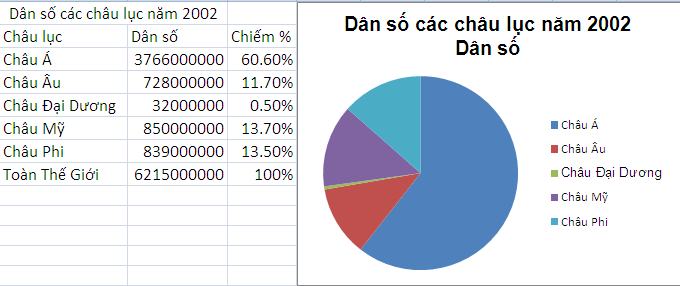 Dân số các châu lục năm 2002
Châu lục Dân số Chiếm %
Châu Á 3766000000 60.60%
Châu Âu 728000000 11.70%
Châu Đại Dương 32000000 0.50%
Châu Mỹ 850000000 13.70%
Châu Phi 839000000 13.50%
Toàn Thế Giới 6215000000 100%
Dân số các châu lục năm 2002
Dân số
Châu Á
Châu Âu
Châu Đại Dương
Châu Mỹ
Châu Phi